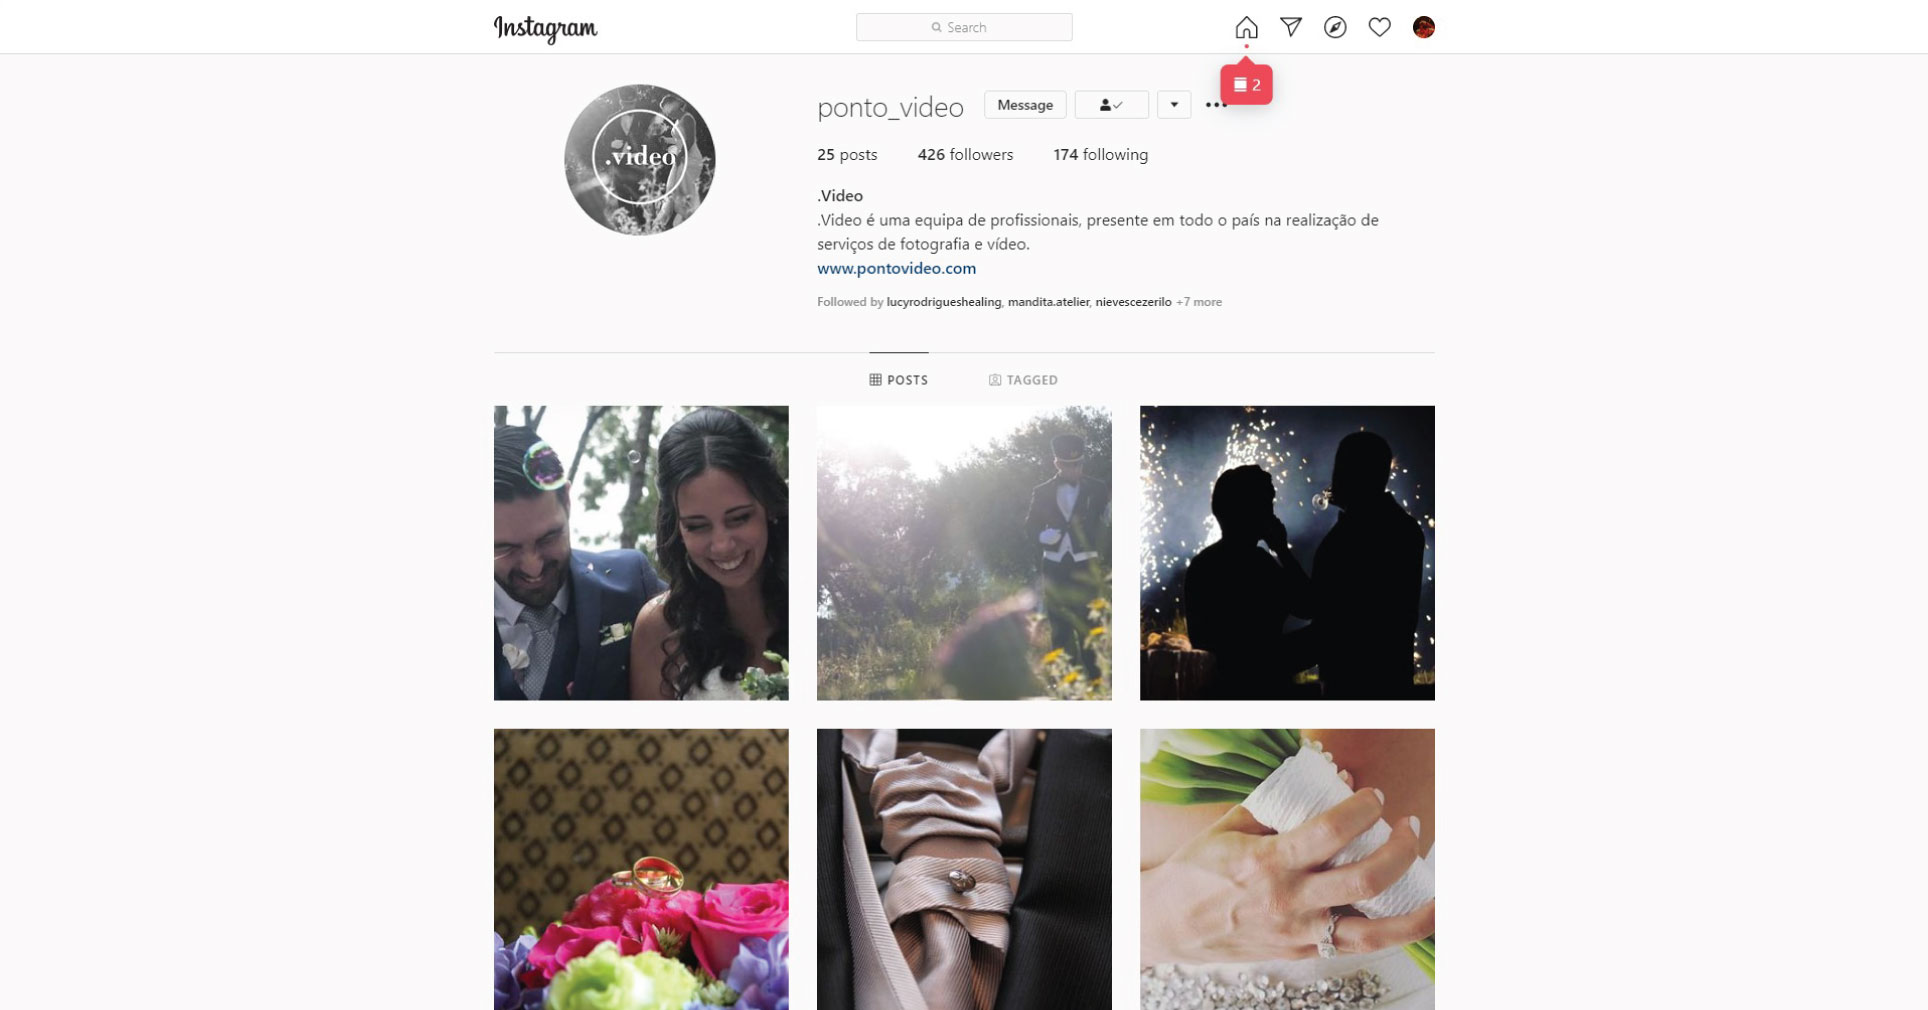 Instagram
Search
2
ponto_video
Message
25 posts 426 followers 174 following
.video
.Video
.Video é uma equipa de profissionais, presente em todo o país na realização de
serviços de fotografia e vídeo.
www.pontovideo.com
Followed by lucyrodrigueshealing, mandita.atelier, nievescezerilo +7 more
POSTS TAGGED